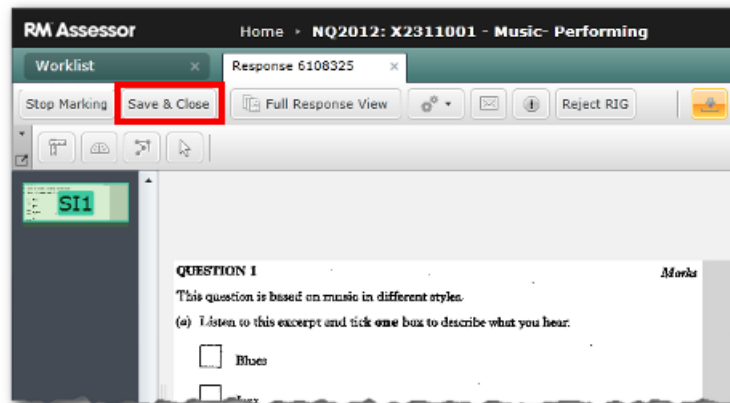 RM Assessor Home NQ2012: X2311001 - Music- Performing
Worklist × Response 6108325 ×
Stop Marking Save & Close Full Response View Reject RIG
SI1
QUESTION 1 Marks
This question is based on music in different styles.
(a) Listen to this excerpt and tick one box to describe what you hear.
Blues